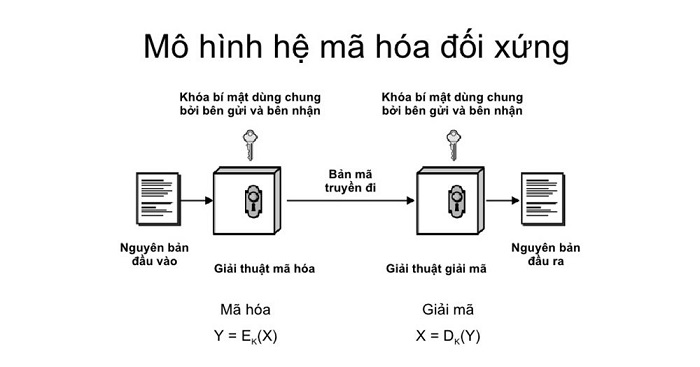 Mô hình hệ mã hóa đối xứng
Khóa bí mật dùng chung
bởi bên gửi và bên nhận
Khóa bí mật dùng chung
bởi bên gửi và bên nhận
Bản mã
truyền đi
Nguyên bản
đầu vào
Giải thuật mã hóa
Giải thuật giải mã
Nguyên bản
đầu ra
Mã hóa
Giải mã
Y = EK(X)
X = DK(Y)